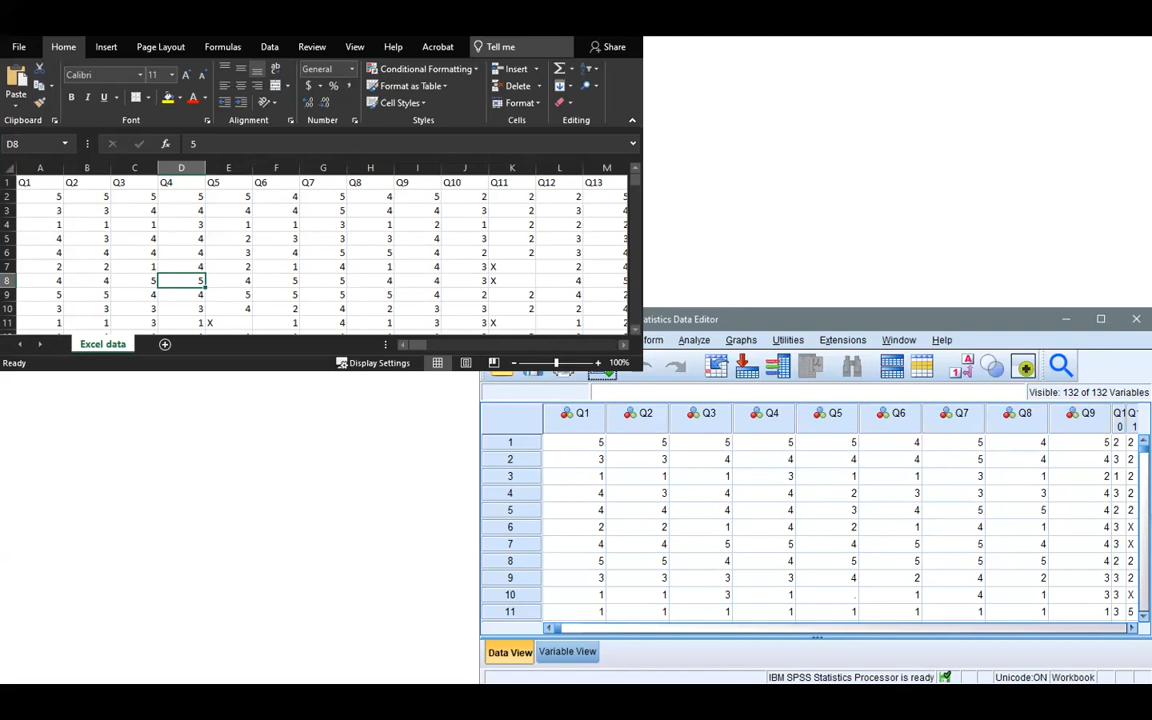 File Home Insert Page Layout Formulas Data Review View Help Acrobat Tell me Share
Calibri 11 General Conditional Formatting Insert
Paste B I U A $ % Format as Table Delete
Cell Styles Format
Clipboard Font Alignment Number Styles Cells Editing
D8 fx 5
A B C D E F G H I J K L M
1 Q1 Q2 Q3 Q4 Q5 Q6 Q7 Q8 Q9 Q10 Q11 Q12 Q13
2 5 5 5 5 5 4 5 4 5 2 2 2 5
3 3 3 4 4 4 4 5 4 4 3 2 3
4 1 1 1 3 1 1 3 1 2 1 2 2
5 4 3 4 4 2 3 3 3 4 3 2 3
6 4 4 4 4 3 4 5 5 4 2 2 3
7 2 2 1 4 2 1 4 1 4 3 X 2
8 4 4 5 5 4 5 5 4 4 3 X 4
9 5 5 4 4 5 5 5 5 4 2 2 4
10 3 3 3 3 4 2 4 2 3 3 2 2
11 1 1 3 1 X 1 4 1 3 3 X 1
Excel data
Ready Display Settings 100%
Statistics Data Editor
form Analyze Graphs Utilities Extensions Window Help
Visible: 132 of 132 Variables
Q1 Q2 Q3 Q4 Q5 Q6 Q7 Q8 Q9 Q10 Q11
1 5 5 5 5 5 4 5 4 5 2 2
2 3 3 4 4 4 4 5 4 4 3 2
3 1 1 1 3 1 1 3 1 2 1 2
4 4 3 4 4 2 3 3 3 4 3 2
5 4 4 4 4 3 4 5 5 4 2 2
6 2 2 1 4 2 1 4 1 4 3 X
7 4 4 5 5 4 5 5 4 4 3 X
8 5 5 4 4 5 5 5 5 4 2 2
9 3 3 3 3 4 2 4 2 3 3 2
10 1 1 3 1 . 1 4 1 3 3 X
11 1 1 1 1 1 1 1 1 1 3 5
Data View Variable View
IBM SPSS Statistics Processor is ready Unicode:ON Workbook